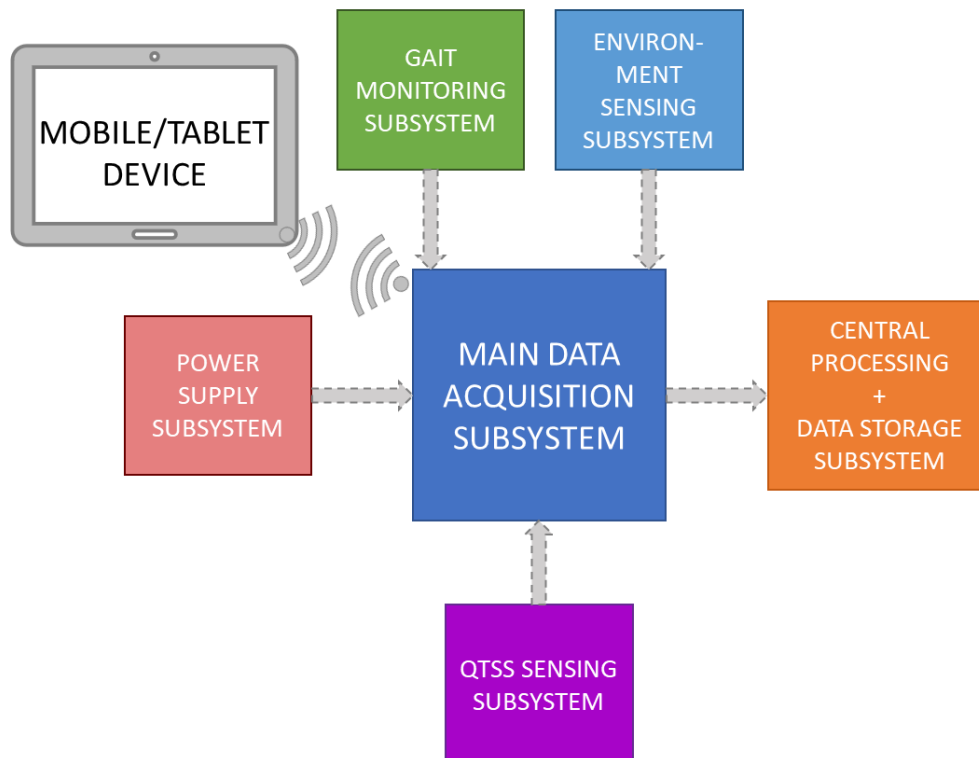 MOBILE/TABLET
DEVICE
GAIT
MONITORING
SUBSYSTEM
ENVIRON-
MENT
SENSING
SUBSYSTEM
POWER
SUPPLY
SUBSYSTEM
MAIN DATA
ACQUISITION
SUBSYSTEM
CENTRAL
PROCESSING
+
DATA STORAGE
SUBSYSTEM
QTSS SENSING
SUBSYSTEM